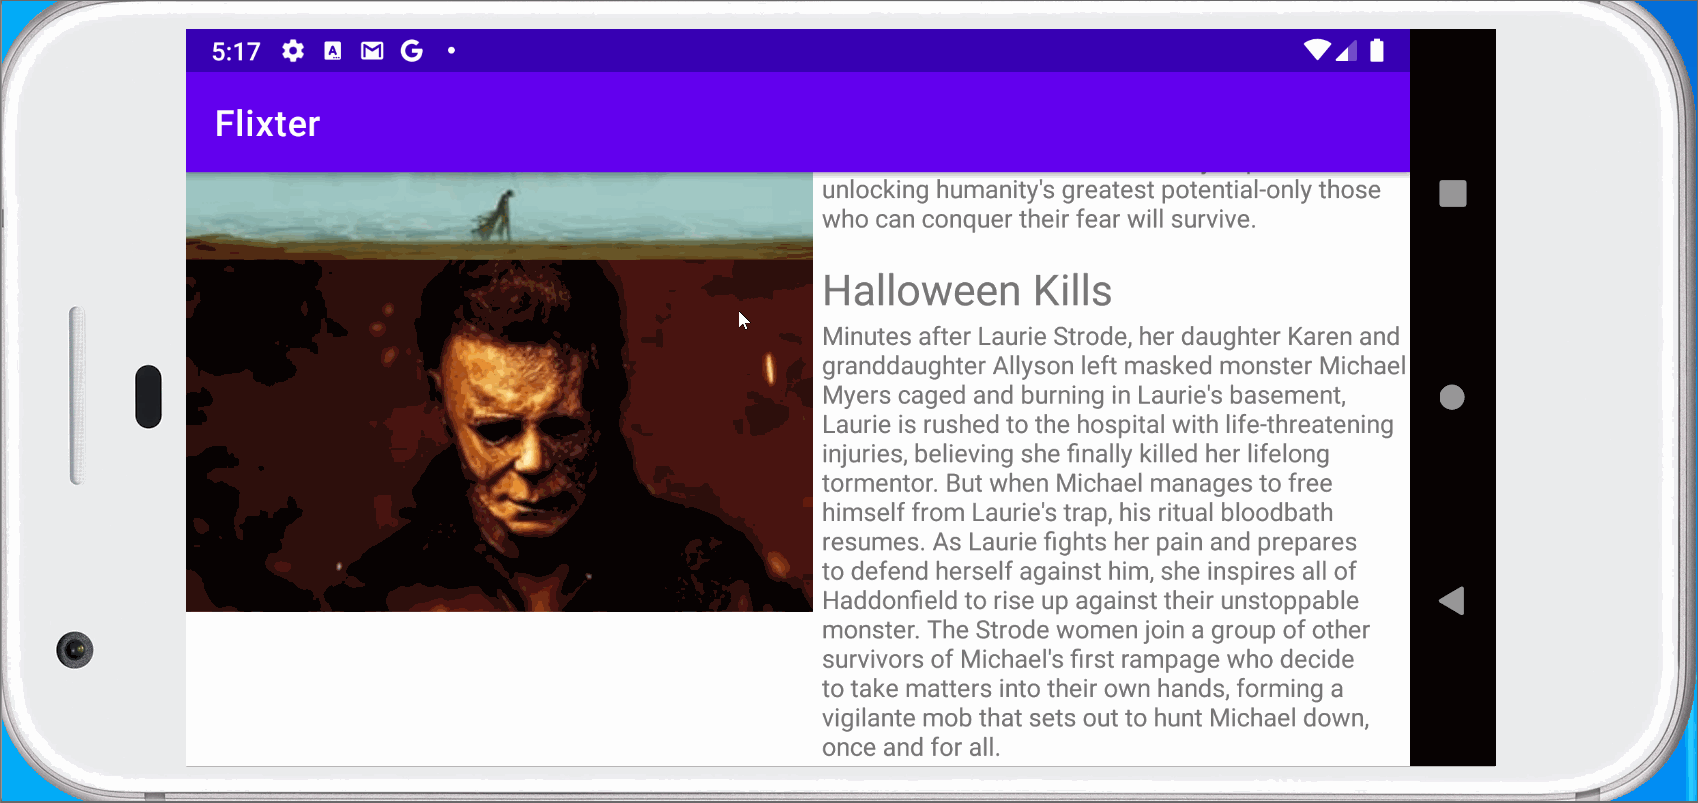 5:17
Flixter
unlocking humanity's greatest potential-only those
who can conquer their fear will survive.
Halloween Kills
Minutes after Laurie Strode, her daughter Karen and
granddaughter Allyson left masked monster Michael
Myers caged and burning in Laurie's basement,
Laurie is rushed to the hospital with life-threatening
injuries, believing she finally killed her lifelong
tormentor. But when Michael manages to free
himself from Laurie's trap, his ritual bloodbath
resumes. As Laurie fights her pain and prepares
to defend herself against him, she inspires all of
Haddonfield to rise up against their unstoppable
monster. The Strode women join a group of other
survivors of Michael's first rampage who decide
to take matters into their own hands, forming a
vigilante mob that sets out to hunt Michael down,
once and for all.